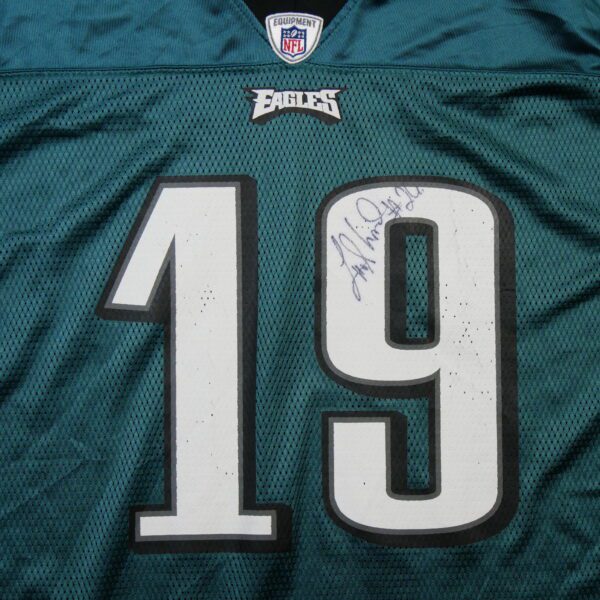 EQUIPMENT
NFL
EAGLES
19